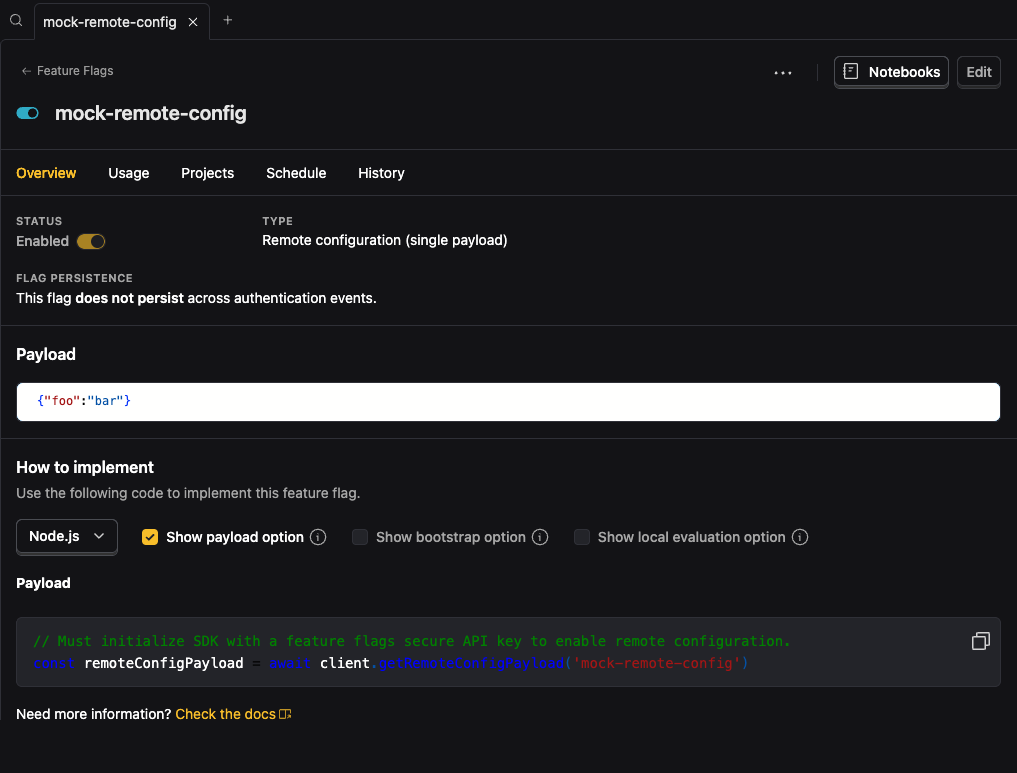 mock-remote-config
Feature Flags
Notebooks
Edit
mock-remote-config
Overview Usage Projects Schedule History
STATUS
Enabled
TYPE
Remote configuration (single payload)
FLAG PERSISTENCE
This flag does not persist across authentication events.
Payload
{"foo":"bar"}
How to implement
Use the following code to implement this feature flag.
Node.js
Show payload option
Show bootstrap option
Show local evaluation option
Payload
// Must initialize SDK with a feature flags secure API key to enable remote configuration.
const remoteConfigPayload = await client.getRemoteConfigPayload('mock-remote-config')
Need more information? Check the docs